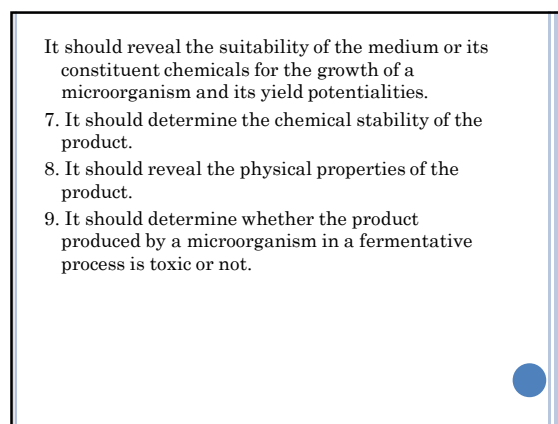 It should reveal the suitability of the medium or its
constituent chemicals for the growth of a
microorganism and its yield potentialities.
7. It should determine the chemical stability of the
product.
8. It should reveal the physical properties of the
product.
9. It should determine whether the product
produced by a microorganism in a fermentative
process is toxic or not.